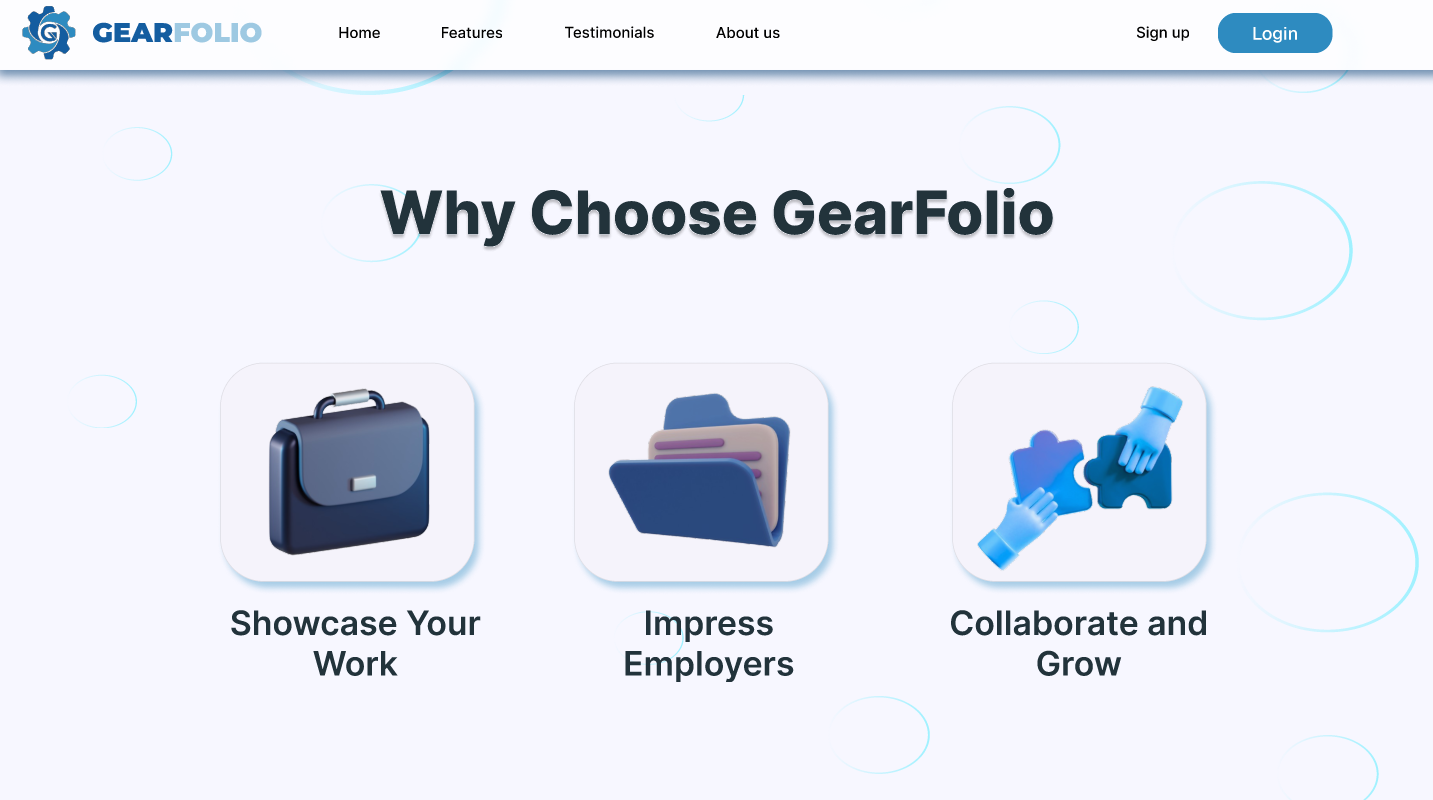 G GEARFOLIO Home Features Testimonials About us Sign up Login
Why Choose GearFolio
Showcase Your
Work
Impress
Employers
Collaborate and
Grow